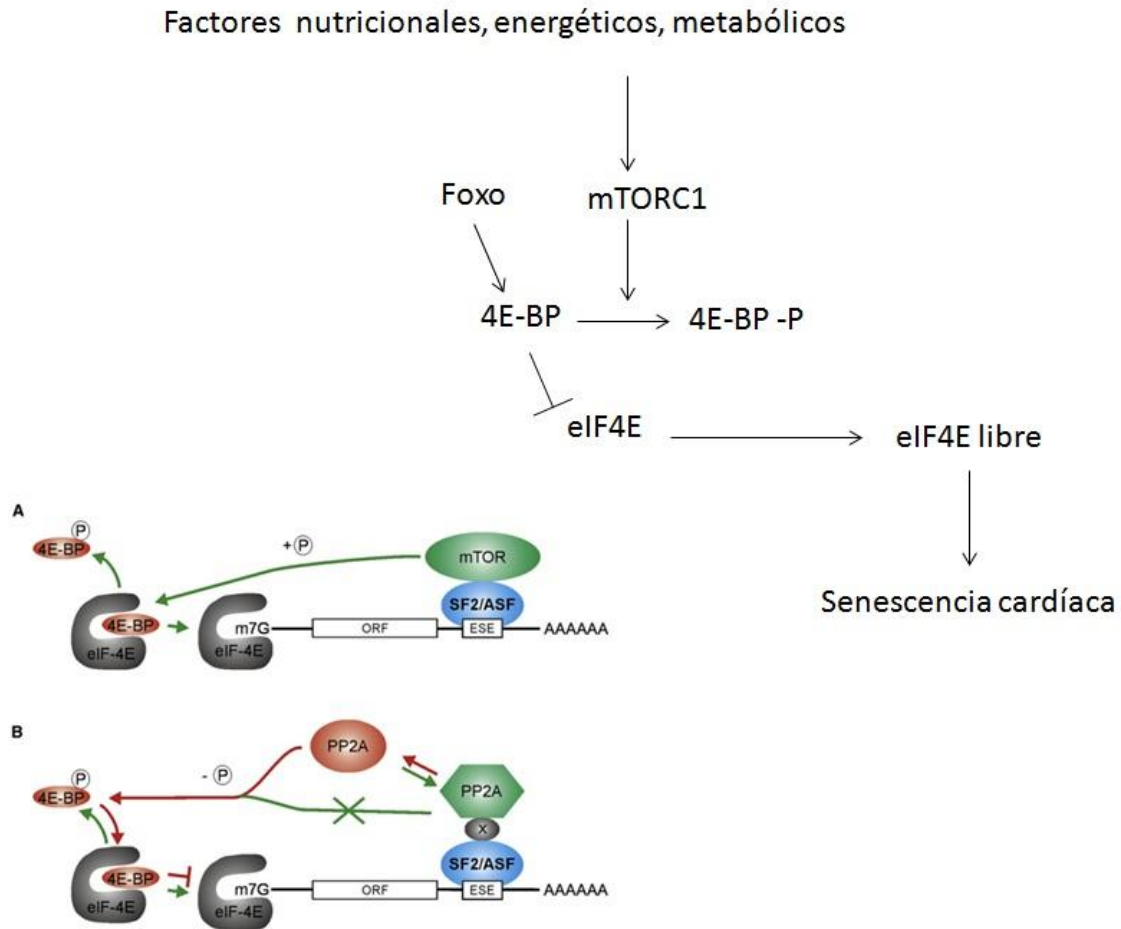 Factores nutricionales, energéticos, metabólicos
Foxo
mTORC1
4E-BP
4E-BP -P
eIF4E
eIF4E libre
Senescencia cardíaca
A
P
4E-BP
+P
mTOR
SF2/ASF
4E-BP
eIF-4E
m7G
eIF-4E
ORF
ESE
AAAAAA
B
P
4E-BP
- P
PP2A
PP2A
X
SF2/ASF
4E-BP
eIF-4E
m7G
eIF-4E
ORF
ESE
AAAAAA